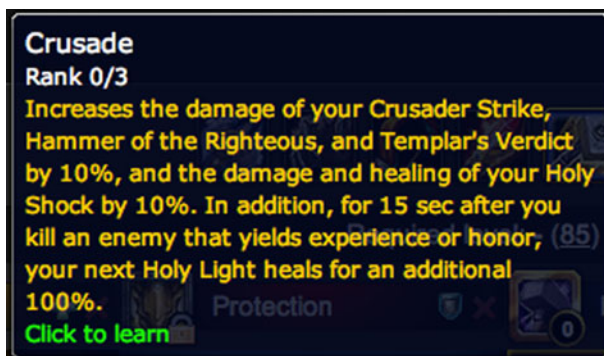 Crusade
Rank 0/3
Increases the damage of your Crusader Strike,
Hammer of the Righteous, and Templar's Verdict
by 10%, and the damage and healing of your Holy
Shock by 10%. In addition, for 15 sec after you
kill an enemy that yields experience or honor,
(85)
your next Holy Light heals for an additional
100%.
Protection
0
Click to learn